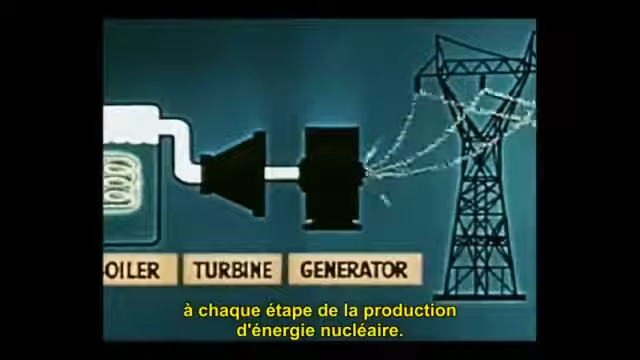 OILER TURBINE GENERATOR
à chaque étape de la production
d'énergie nucléaire.